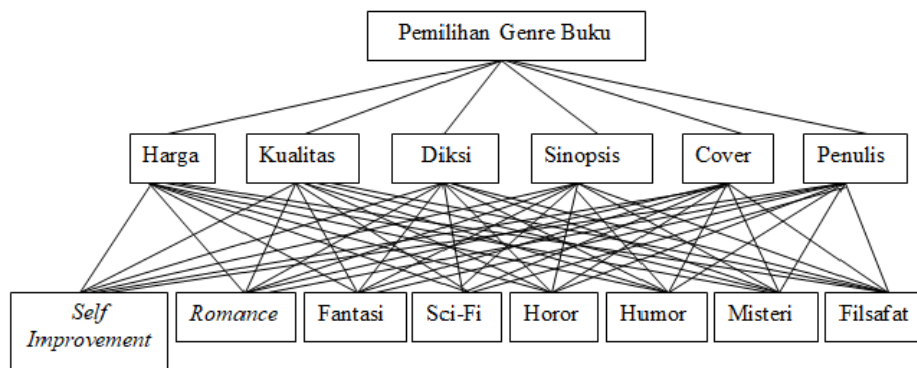 Pemilihan Genre Buku
Harga
Kualitas
Diksi
Sinopsis
Cover
Penulis
Self
Improvement
Romance
Fantasi
Sci-Fi
Horor
Humor
Misteri
Filsafat